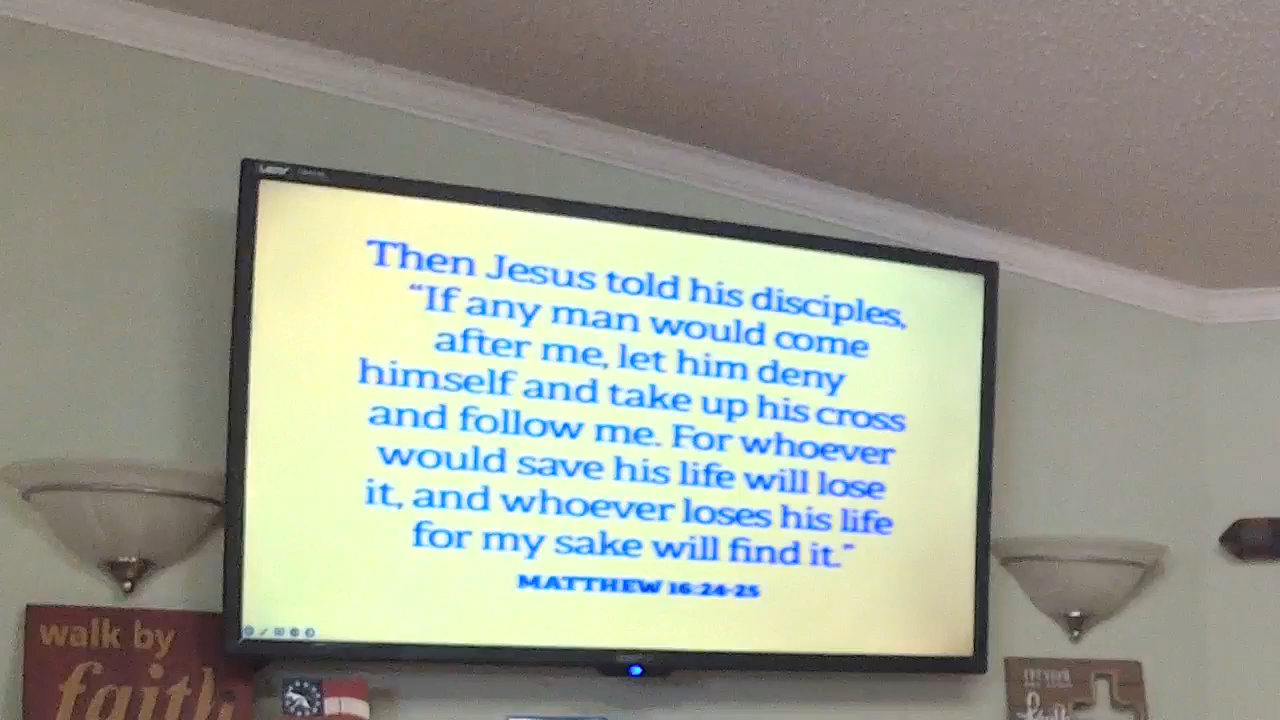 Then Jesus told his disciples,
“If any man would come
after me, let him deny
himself and take up his cross
and follow me. For whoever
would save his life will lose
it, and whoever loses his life
for my sake will find it.”
MATTHEW 16:24-25
walk by
faith